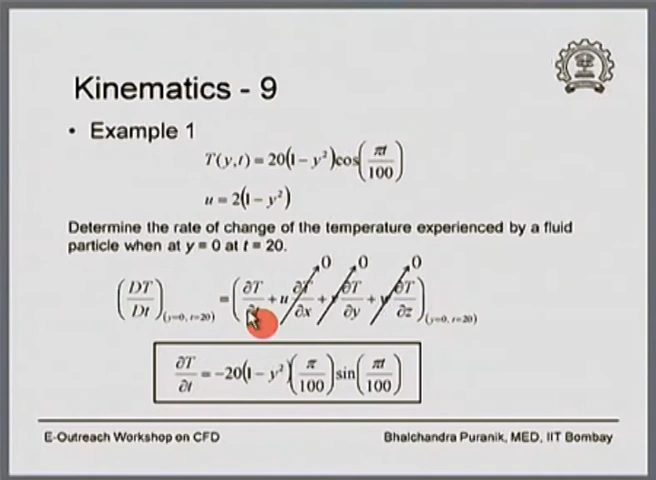 Kinematics - 9
• Example 1
T(y,t) = 20(1 − y²)cos(πt/100)
u = 2(1 − y²)
Determine the rate of change of the temperature experienced by a fluid
particle when at y = 0 at t = 20.
0 0 0
(DT/Dt)(y=0, t=20) = (∂T/∂t + u ∂T/∂x + v ∂T/∂y + w ∂T/∂z)(y=0, t=20)
∂T/∂t = −20(1 − y²)(π/100)sin(πt/100)
E-Outreach Workshop on CFD
Bhalchandra Puranik, MED, IIT Bombay